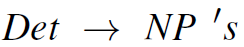 Det → NP 's